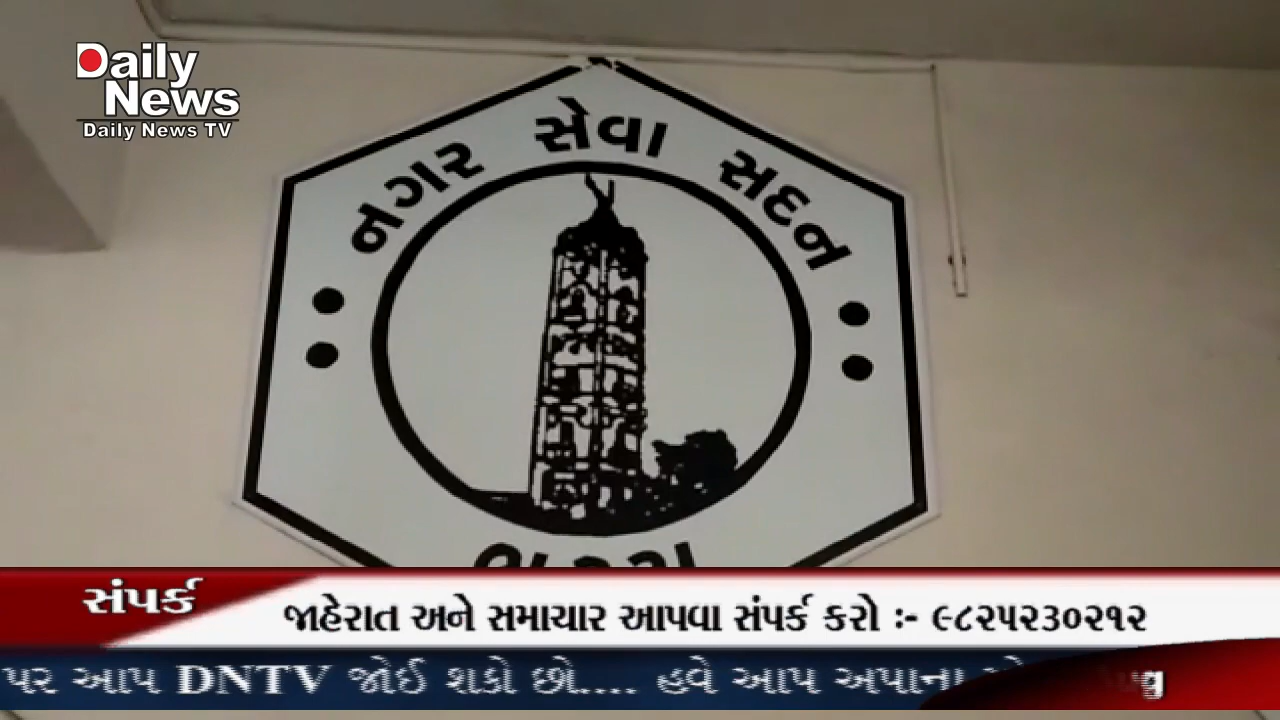 Daily
News
Daily News TV
નગર સેવા સદન
સંપર્ક
જાહેરાત અને સમાચાર આપવા સંપર્ક કરો :- ૯૮૨૫૨૩૦૨૧૨
પર આપ DNTV જોઈ શકો છો.... હવે આપ અપાના